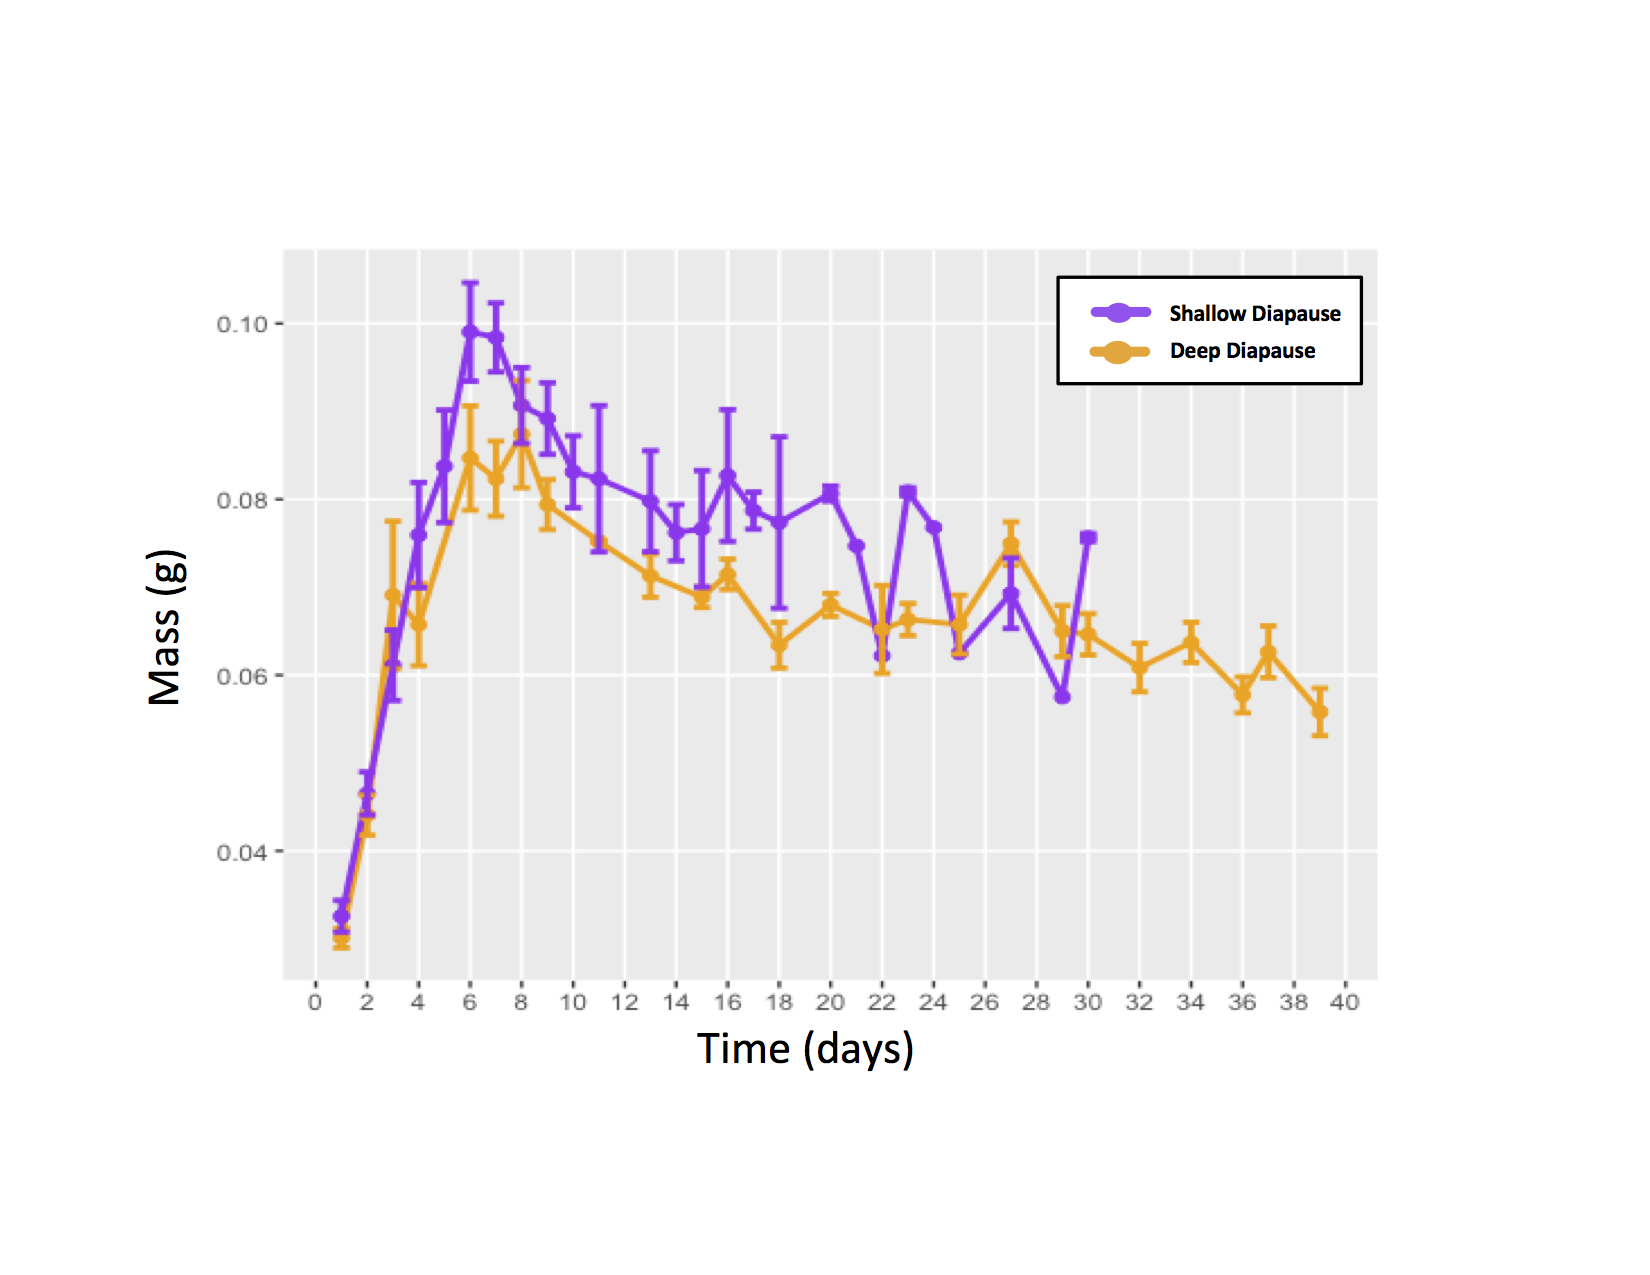 Shallow Diapause
Deep Diapause
0.10
0.08
0.06
0.04
Mass (g)
0 2 4 6 8 10 12 14 16 18 20 22 24 26 28 30 32 34 36 38 40
Time (days)